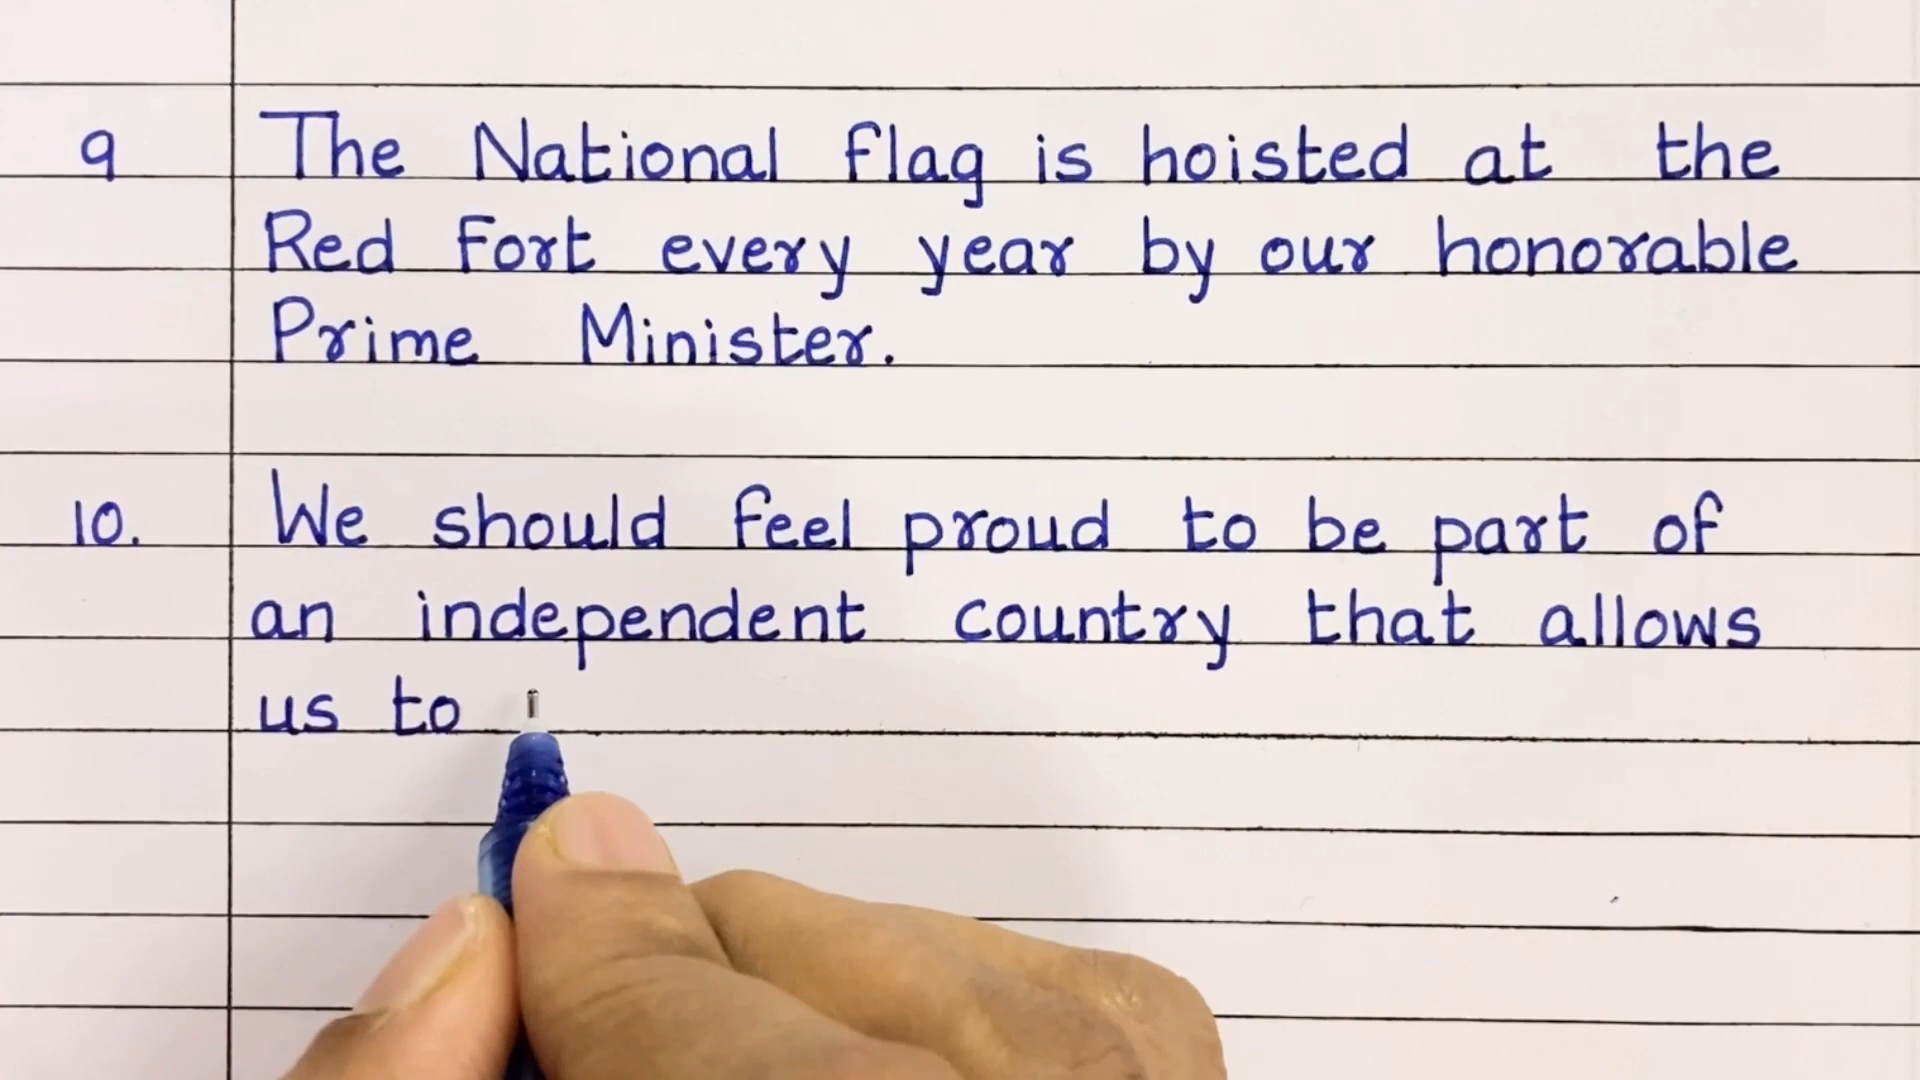 9 The National flag is hoisted at the
Red Fort every year by our honorable
Prime Minister.
10. We should feel proud to be part of
an independent country that allows
us to